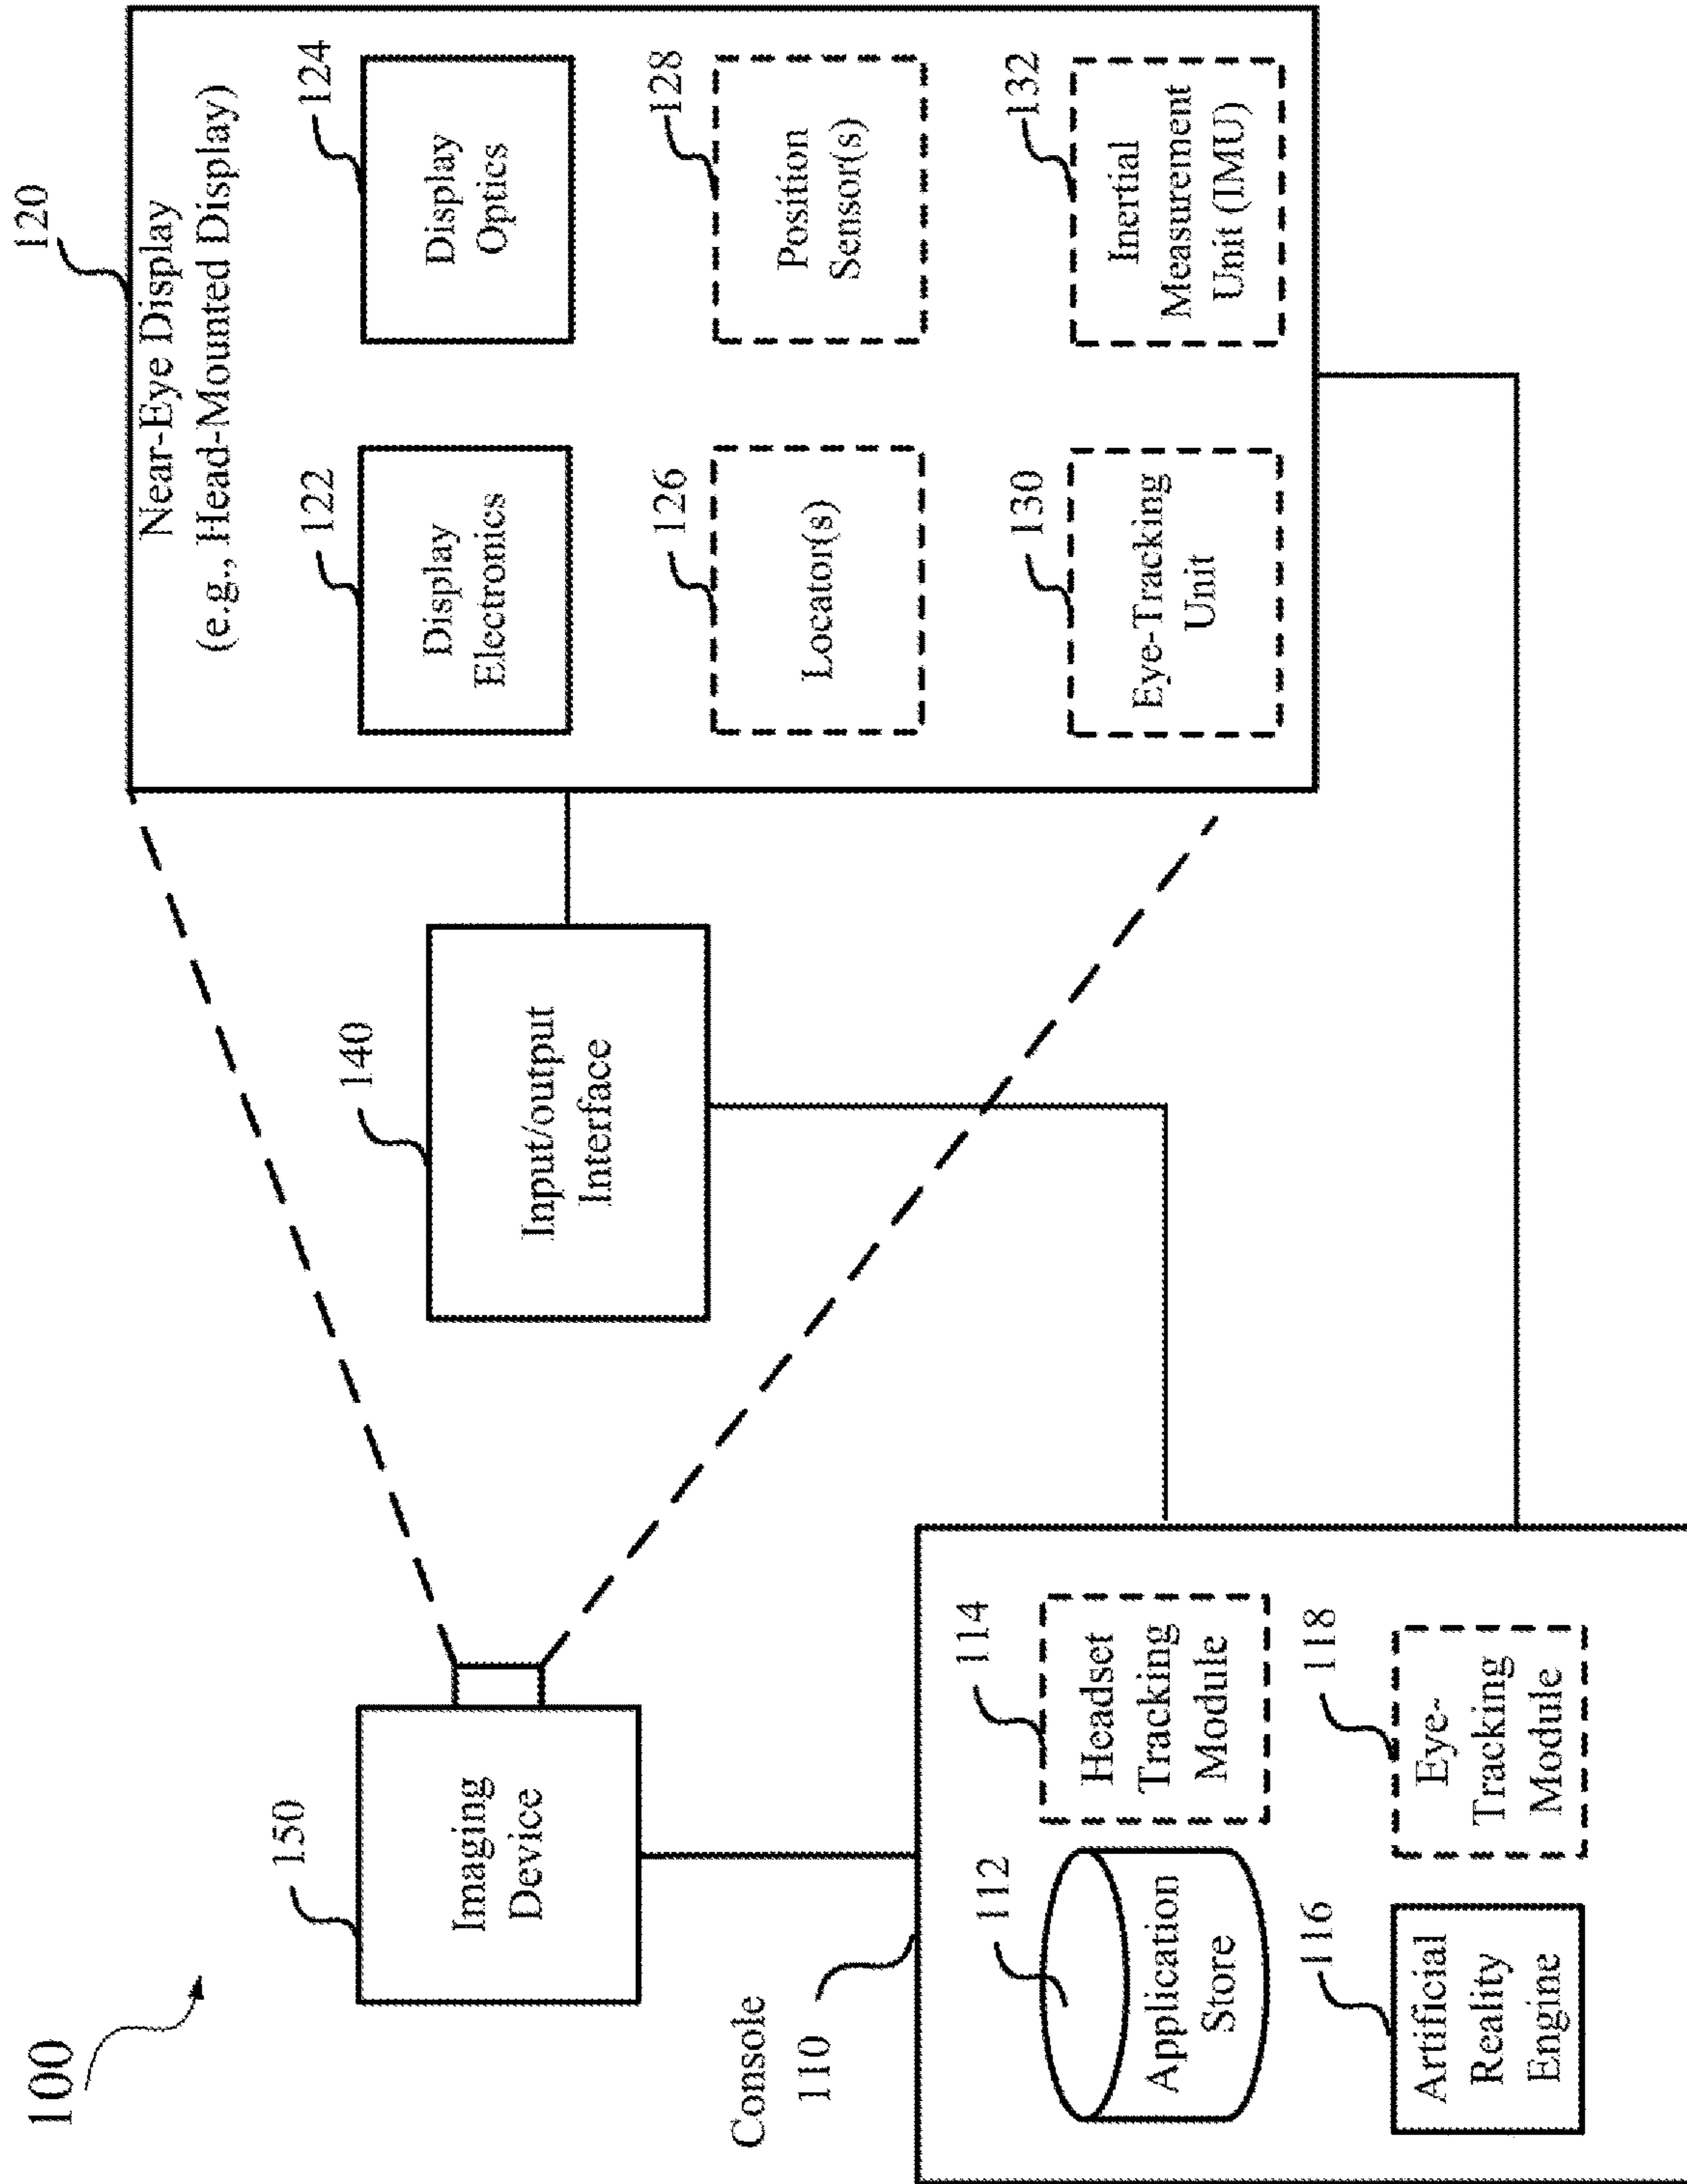 100
120
Near-Eye Display
(e.g., Head-Mounted Display)
122
Display
Electronics
124
Display
Optics
126
Locator(s)
128
Position
Sensor(s)
130
Eye-Tracking
Unit
132
Inertial
Measurement
Unit (IMU)
140
Input/output
Interface
150
Imaging
Device
Console
110
112
Application
Store
114
Headset
Tracking
Module
116
Artificial
Reality
Engine
118
Eye-
Tracking
Module